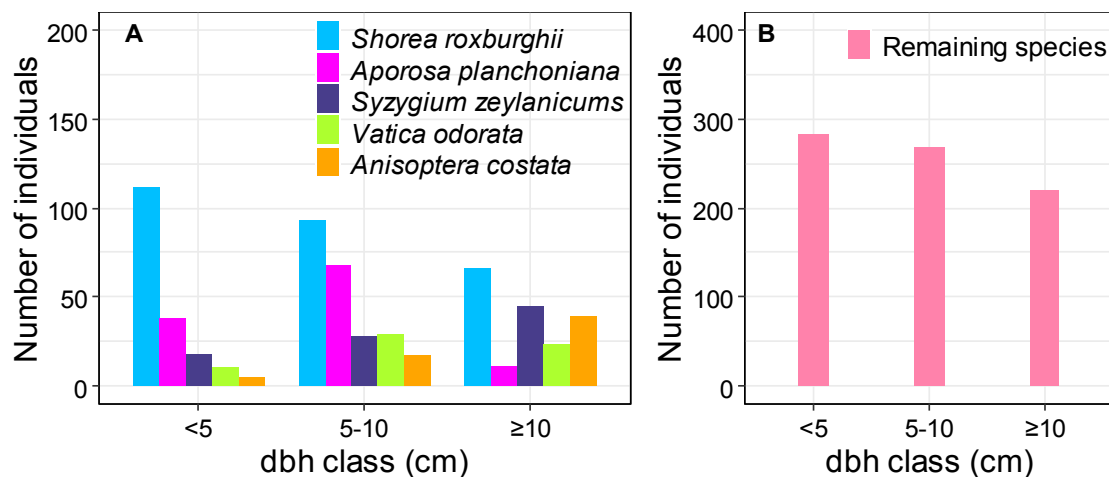 A
Shorea roxburghii
Aporosa planchoniana
Syzygium zeylanicums
Vatica odorata
Anisoptera costata
Number of individuals
200
150
100
50
0
<5
5-10
≥10
dbh class (cm)
B
Remaining species
Number of individuals
400
300
200
100
0
<5
5-10
≥10
dbh class (cm)